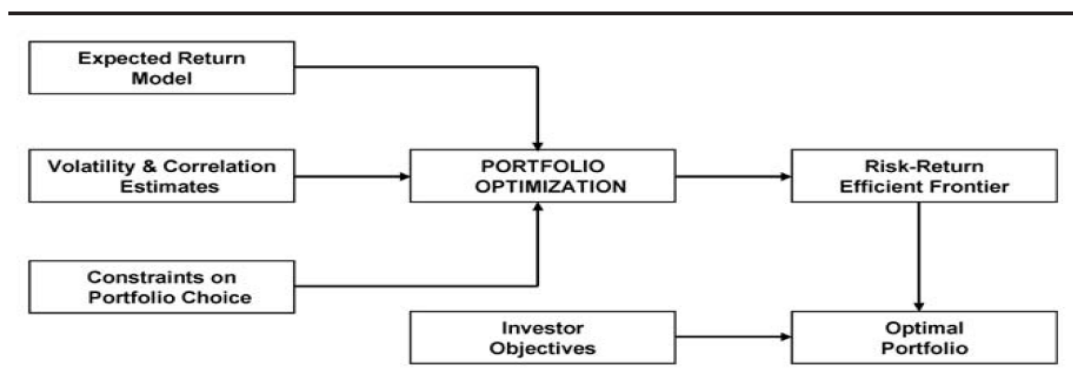 Expected Return
Model
Volatility & Correlation
Estimates
PORTFOLIO
OPTIMIZATION
Risk-Return
Efficient Frontier
Constraints on
Portfolio Choice
Investor
Objectives
Optimal
Portfolio